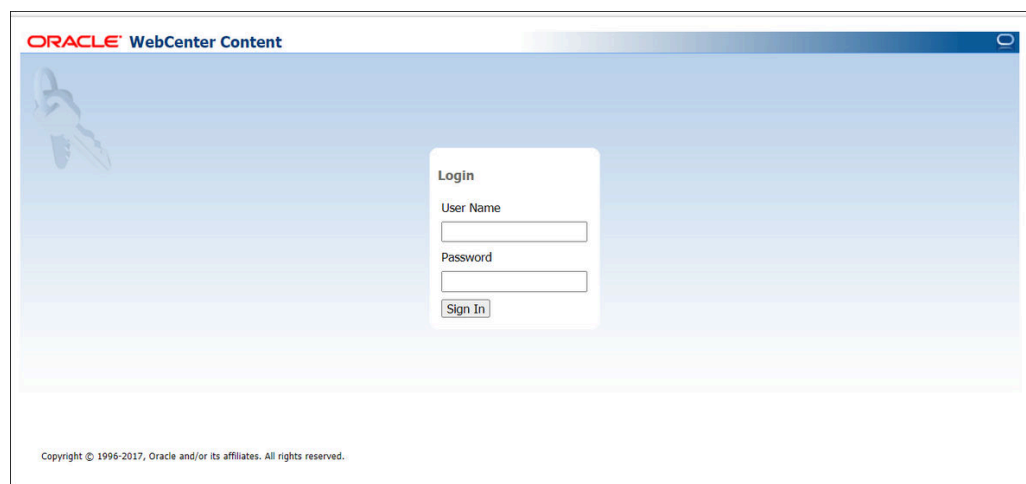 ORACLE® WebCenter Content
Login
User Name
Password
Sign In
Copyright © 1996-2017, Oracle and/or its affiliates. All rights reserved.